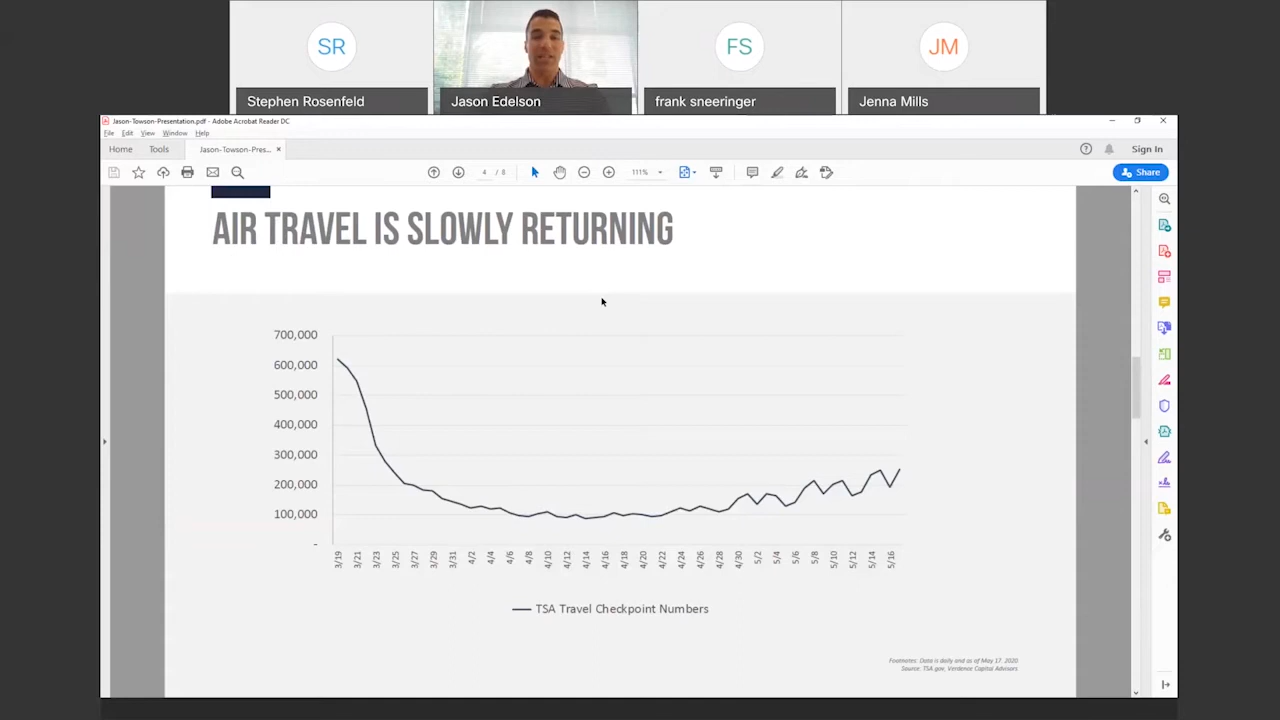 SR
FS
JM
Stephen Rosenfeld
Jason Edelson
frank sneeringer
Jenna Mills
Jason-Towson-Presentation.pdf - Adobe Acrobat Reader DC
File Edit View Window Help
Home Tools Jason-Towson-Pres... × Sign In
4 / 8 111% Share
AIR TRAVEL IS SLOWLY RETURNING
700,000
600,000
500,000
400,000
300,000
200,000
100,000
-
3/19 3/21 3/23 3/25 3/27 3/29 3/31 4/2 4/4 4/6 4/8 4/10 4/12 4/14 4/16 4/18 4/20 4/22 4/24 4/26 4/28 4/30 5/2 5/4 5/6 5/8 5/10 5/12 5/14 5/16
TSA Travel Checkpoint Numbers
Footnotes: Data is daily and as of May 17, 2020
Source: TSA.gov, Verdence Capital Advisors